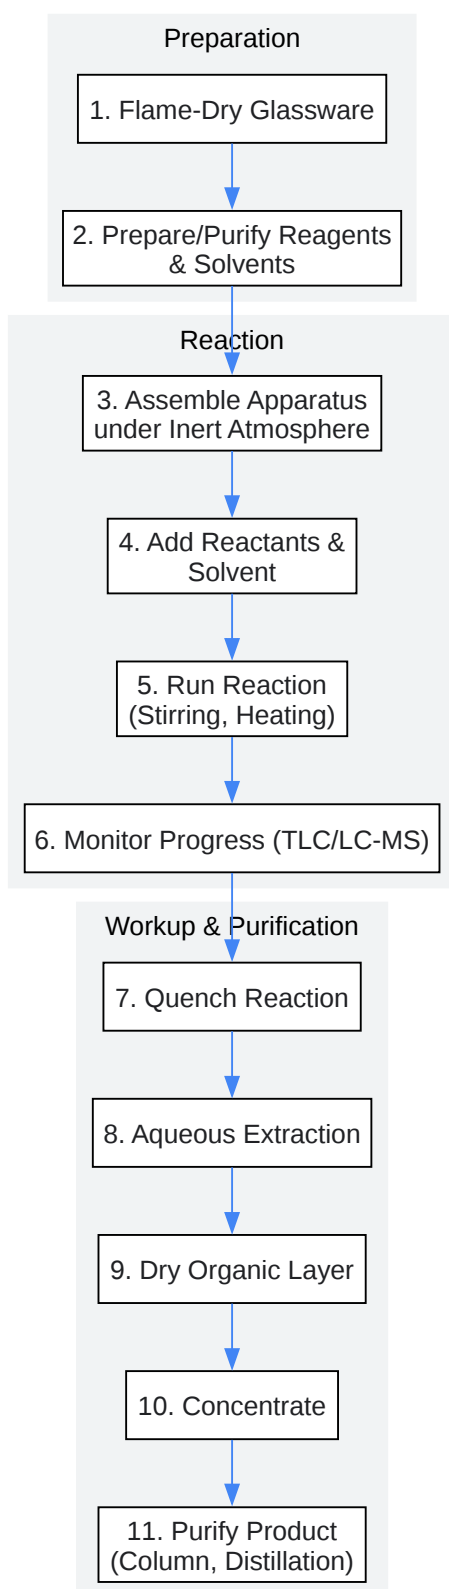 Preparation
1. Flame-Dry Glassware
2. Prepare/Purify Reagents
& Solvents
Reaction
3. Assemble Apparatus
under Inert Atmosphere
4. Add Reactants &
Solvent
5. Run Reaction
(Stirring, Heating)
6. Monitor Progress (TLC/LC-MS)
Workup & Purification
7. Quench Reaction
8. Aqueous Extraction
9. Dry Organic Layer
10. Concentrate
11. Purify Product
(Column, Distillation)